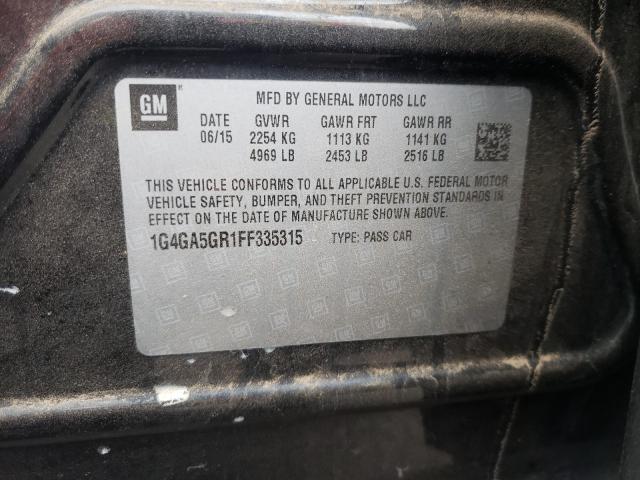 GM
MFD BY GENERAL MOTORS LLC
DATE GVWR GAWR FRT GAWR RR
06/15 2254 KG 1113 KG 1141 KG
4969 LB 2453 LB 2516 LB
THIS VEHICLE CONFORMS TO ALL APPLICABLE U.S. FEDERAL MOTOR
VEHICLE SAFETY, BUMPER, AND THEFT PREVENTION STANDARDS IN
EFFECT ON THE DATE OF MANUFACTURE SHOWN ABOVE.
1G4GA5GR1FF335315 TYPE: PASS CAR